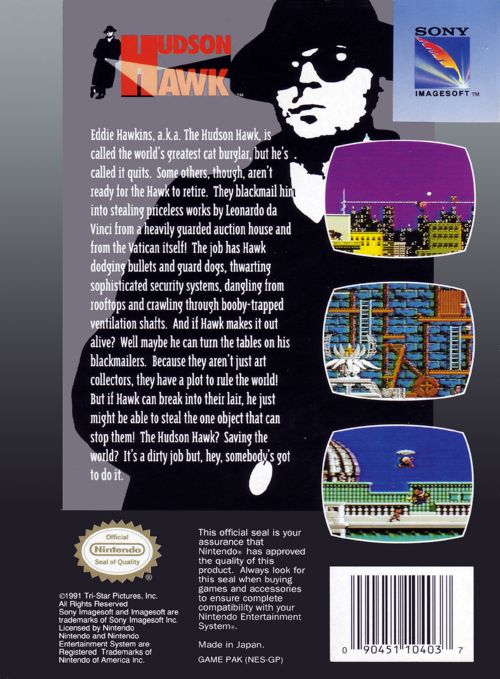 HUDSON
HAWK
TM
SONY
IMAGESOFT TM
Eddie Hawkins, a.k.a. The Hudson Hawk, is
called the world's greatest cat burglar, but he's
called it quits. Some others, though, aren't
ready for the Hawk to retire. They blackmail him
into stealing priceless works by Leonardo da
Vinci from a heavily guarded auction house and
from the Vatican itself! The job has Hawk
dodging bullets and guard dogs, thwarting
sophisticated security systems, dangling from
rooftops and crawling through booby-trapped
ventilation shafts. And if Hawk makes it out
alive? Well maybe he can turn the tables on his
blackmailers. Because they aren't just art
collectors, they have a plot to rule the world!
But if Hawk can break into their lair, he just
might be able to steal the one object that can
stop them! The Hudson Hawk? Saving the
world? It's a dirty job but, hey, somebody's got
to do it.
Official
Nintendo
Seal of Quality
®
©1991 Tri-Star Pictures, Inc.
All Rights Reserved
Sony Imagesoft and Imagesoft are
trademarks of Sony Imagesoft Inc.
Licensed by Nintendo
Nintendo and Nintendo
Entertainment System are
Registered Trademarks of
Nintendo of America Inc.
This official seal is your
assurance that
Nintendo® has approved
the quality of this
product. Always look for
this seal when buying
games and accessories
to ensure complete
compatibility with your
Nintendo Entertainment
System®.
Made in Japan.
GAME PAK (NES-GP)
0 90451 10403 7